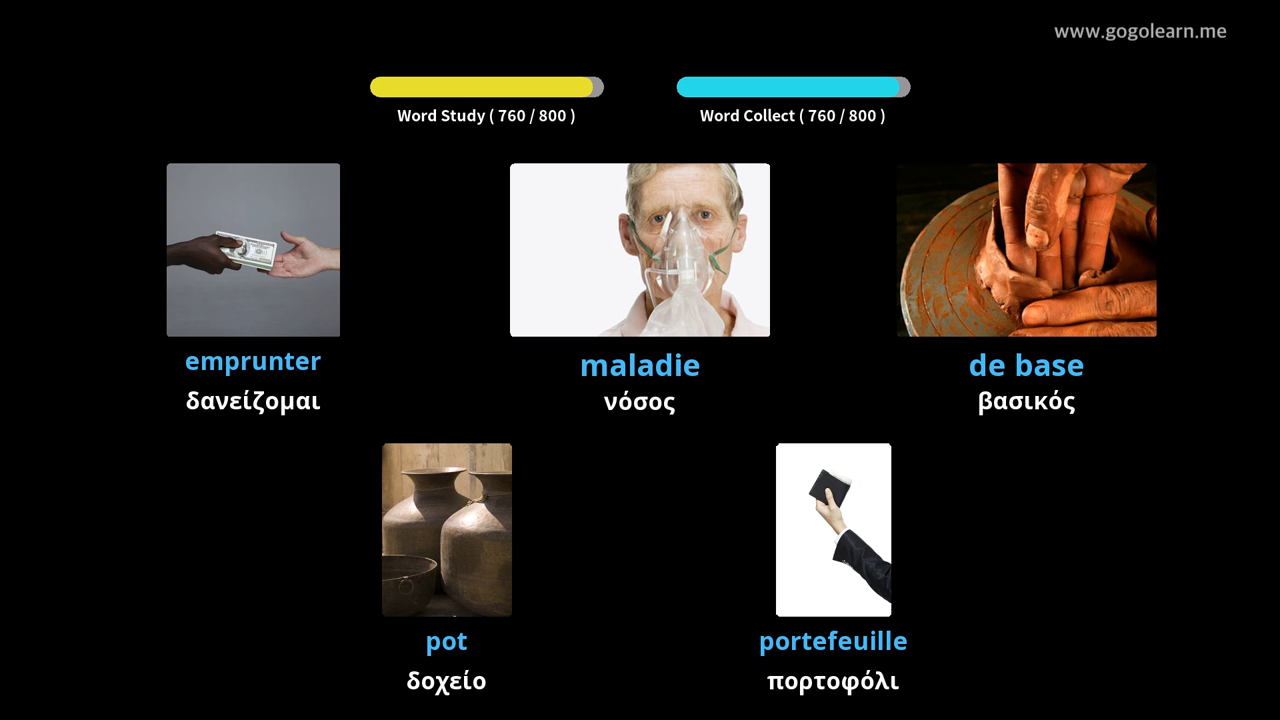 www.gogolearn.me
Word Study ( 760 / 800 )
Word Collect ( 760 / 800 )
emprunter
δανείζομαι
maladie
νόσος
de base
βασικός
pot
δοχείο
portefeuille
πορτοφόλι